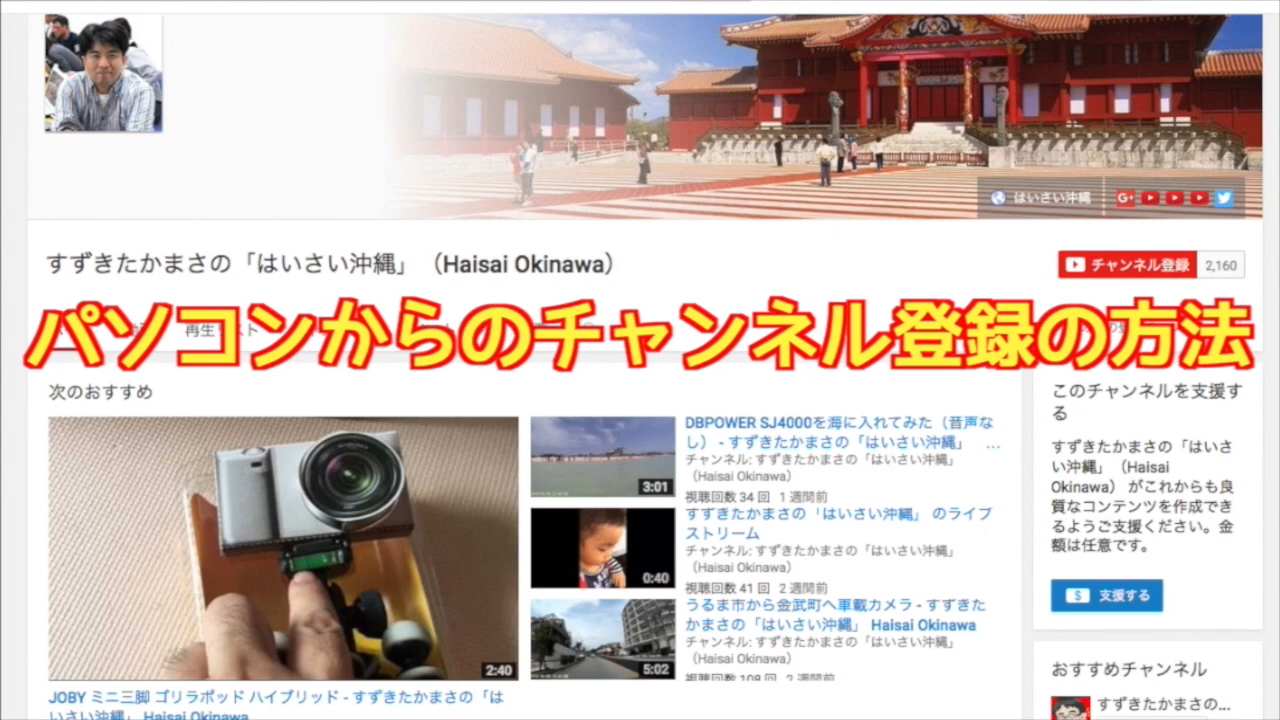 はいさい沖縄
すずきたかまさの「はいさい沖縄」（Haisai Okinawa）
チャンネル登録 2,160
パソコンからのチャンネル登録の方法
再生リスト
次のおすすめ
2:40
JOBY ミニ三脚 ゴリラポッド ハイブリッド - すずきたかまさの「は
いさい沖縄」 Haisai Okinawa
3:01
DBPOWER SJ4000を海に入れてみた（音声な
し） - すずきたかまさの「はいさい沖縄」 …
チャンネル: すずきたかまさの「はいさい沖縄」
（Haisai Okinawa）
視聴回数 34 回 1 週間前
0:40
すずきたかまさの「はいさい沖縄」 のライブ
ストリーム
チャンネル: すずきたかまさの「はいさい沖縄」
（Haisai Okinawa）
視聴回数 41 回 2 週間前
5:02
うるま市から金武町へ車載カメラ - すずきた
かまさの「はいさい沖縄」 Haisai Okinawa
チャンネル: すずきたかまさの「はいさい沖縄」
（Haisai Okinawa）
視聴回数 108 回 2 週間前
このチャンネルを支援す
る
すずきたかまさの「はいさ
い沖縄」（Haisai
Okinawa） がこれからも良
質なコンテンツを作成でき
るようご支援ください。金
額は任意です。
$ 支援する
おすすめチャンネル
すずきたかまさの...